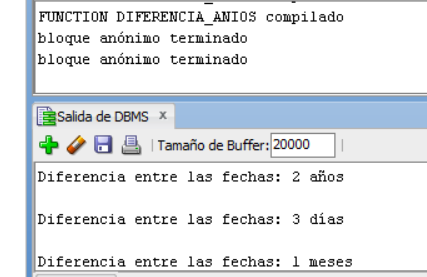 FUNCTION DIFERENCIA_ANIOS compilado
bloque anónimo terminado
bloque anónimo terminado
Salida de DBMS x
Tamaño de Buffer: 20000
Diferencia entre las fechas: 2 años
Diferencia entre las fechas: 3 días
Diferencia entre las fechas: 1 meses